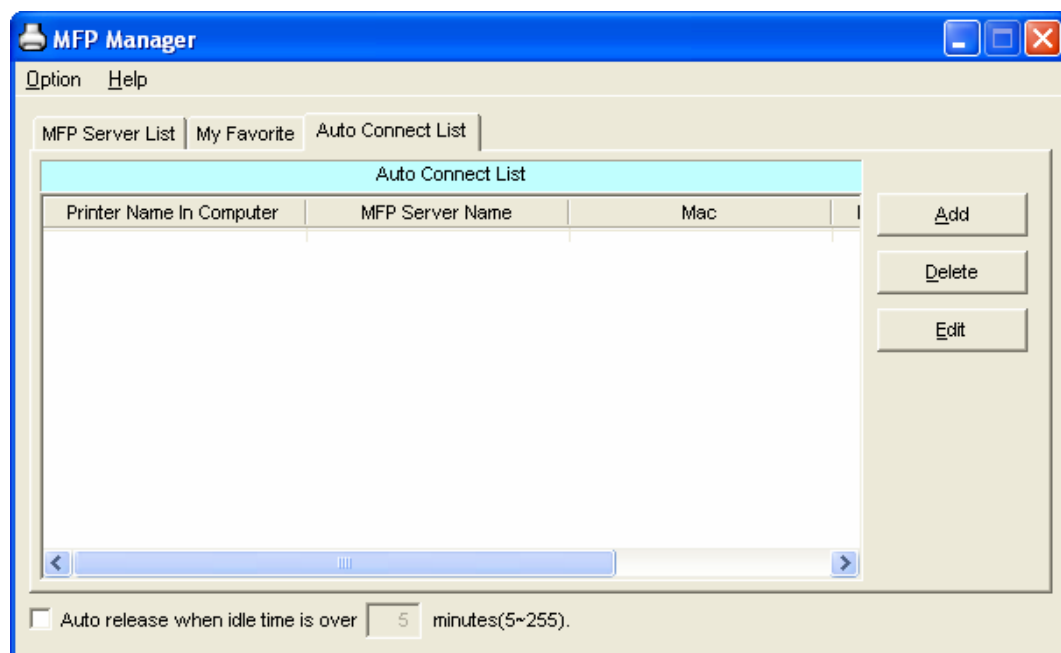 MFP Manager
Option Help
MFP Server List My Favorite Auto Connect List
Auto Connect List
Printer Name In Computer MFP Server Name Mac
Add
Delete
Edit
Auto release when idle time is over 5 minutes(5~255).